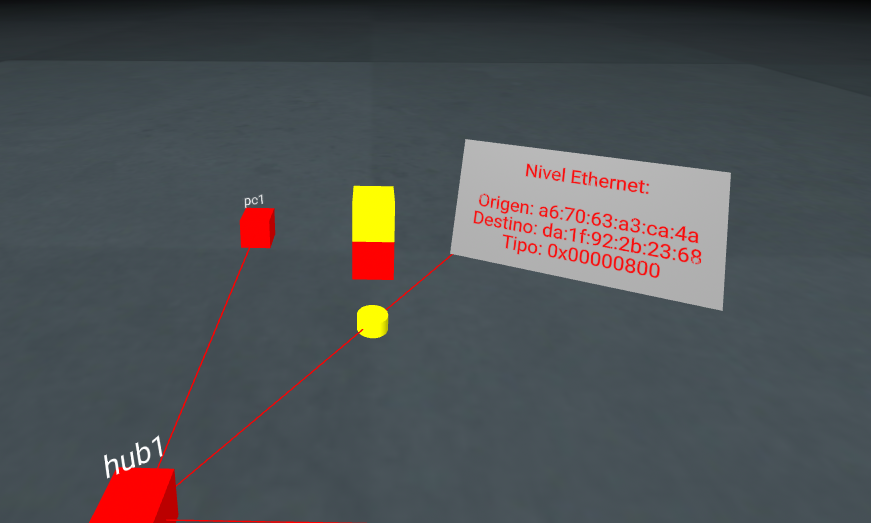 pc1
Nivel Ethernet:
Origen: a6:70:63:a3:ca:4a
Destino: da:1f:92:2b:23:68
Tipo: 0x00000800
hub1